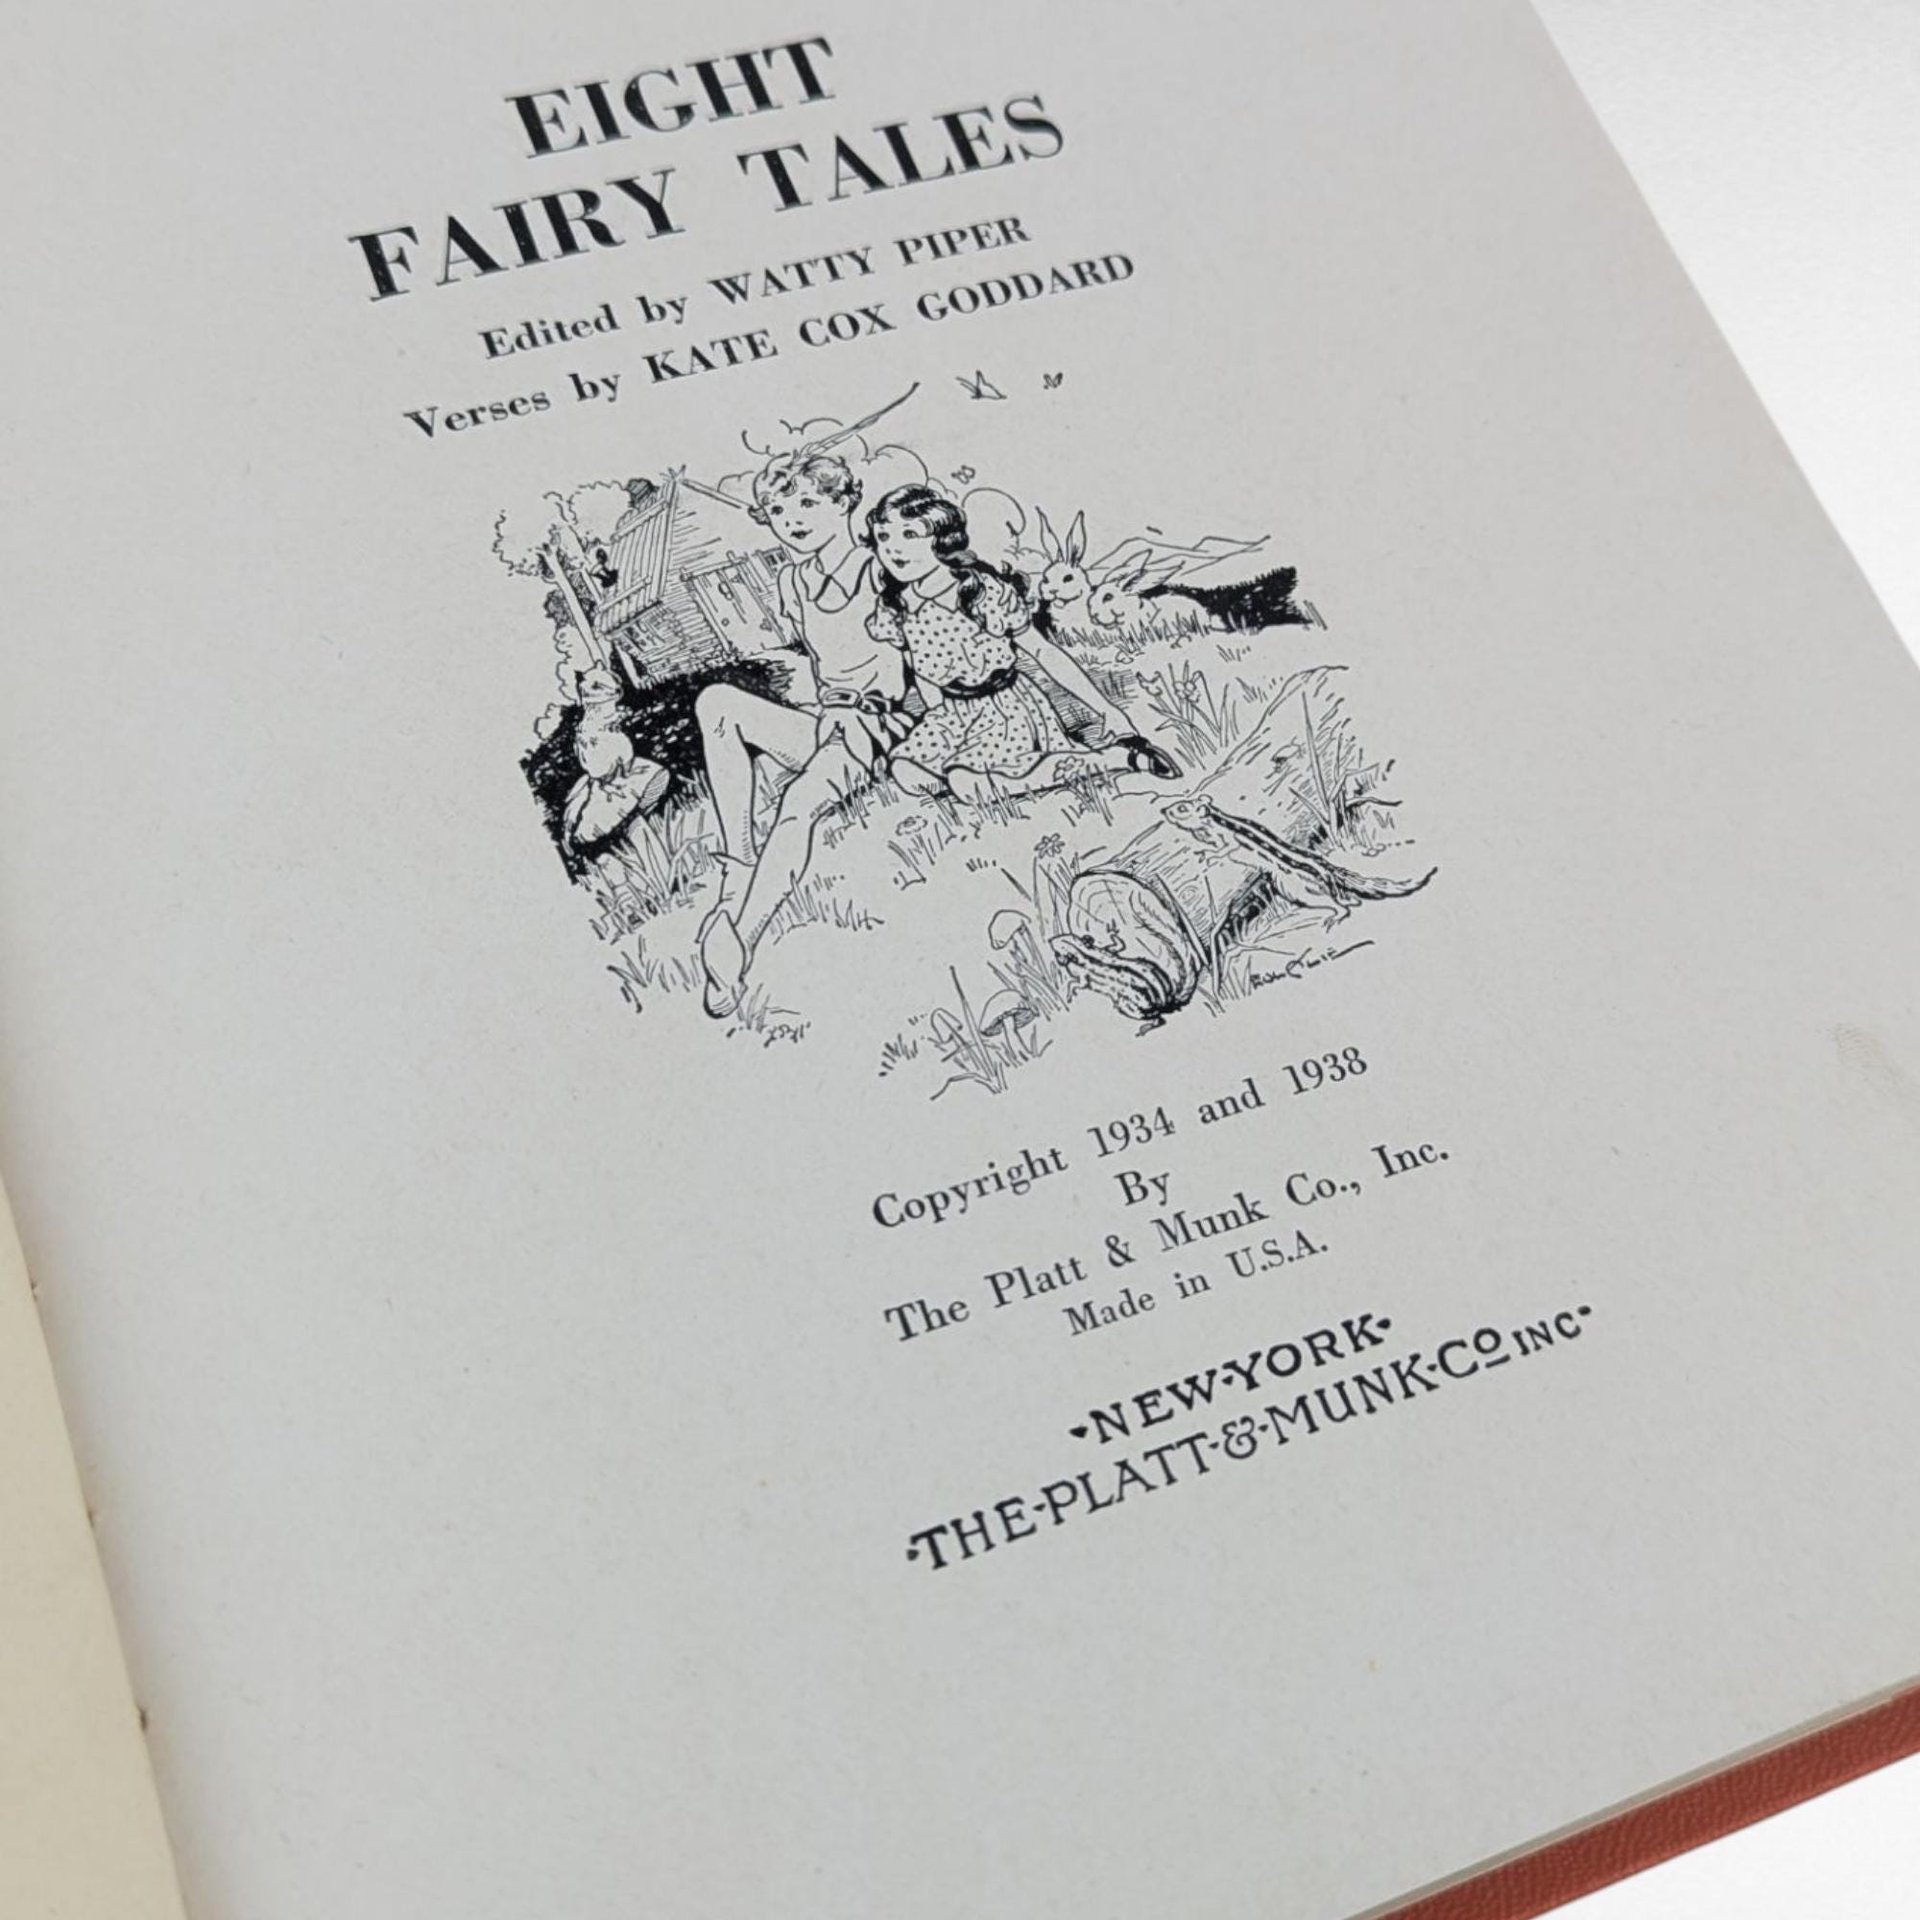 EIGHT
FAIRY TALES
Edited by WATTY PIPER
Verses by KATE COX GODDARD
Copyright 1934 and 1938
By
The Platt & Munk Co., Inc.
Made in U.S.A.
·NEW·YORK·
·THE·PLATT·&·MUNK·Co INC·